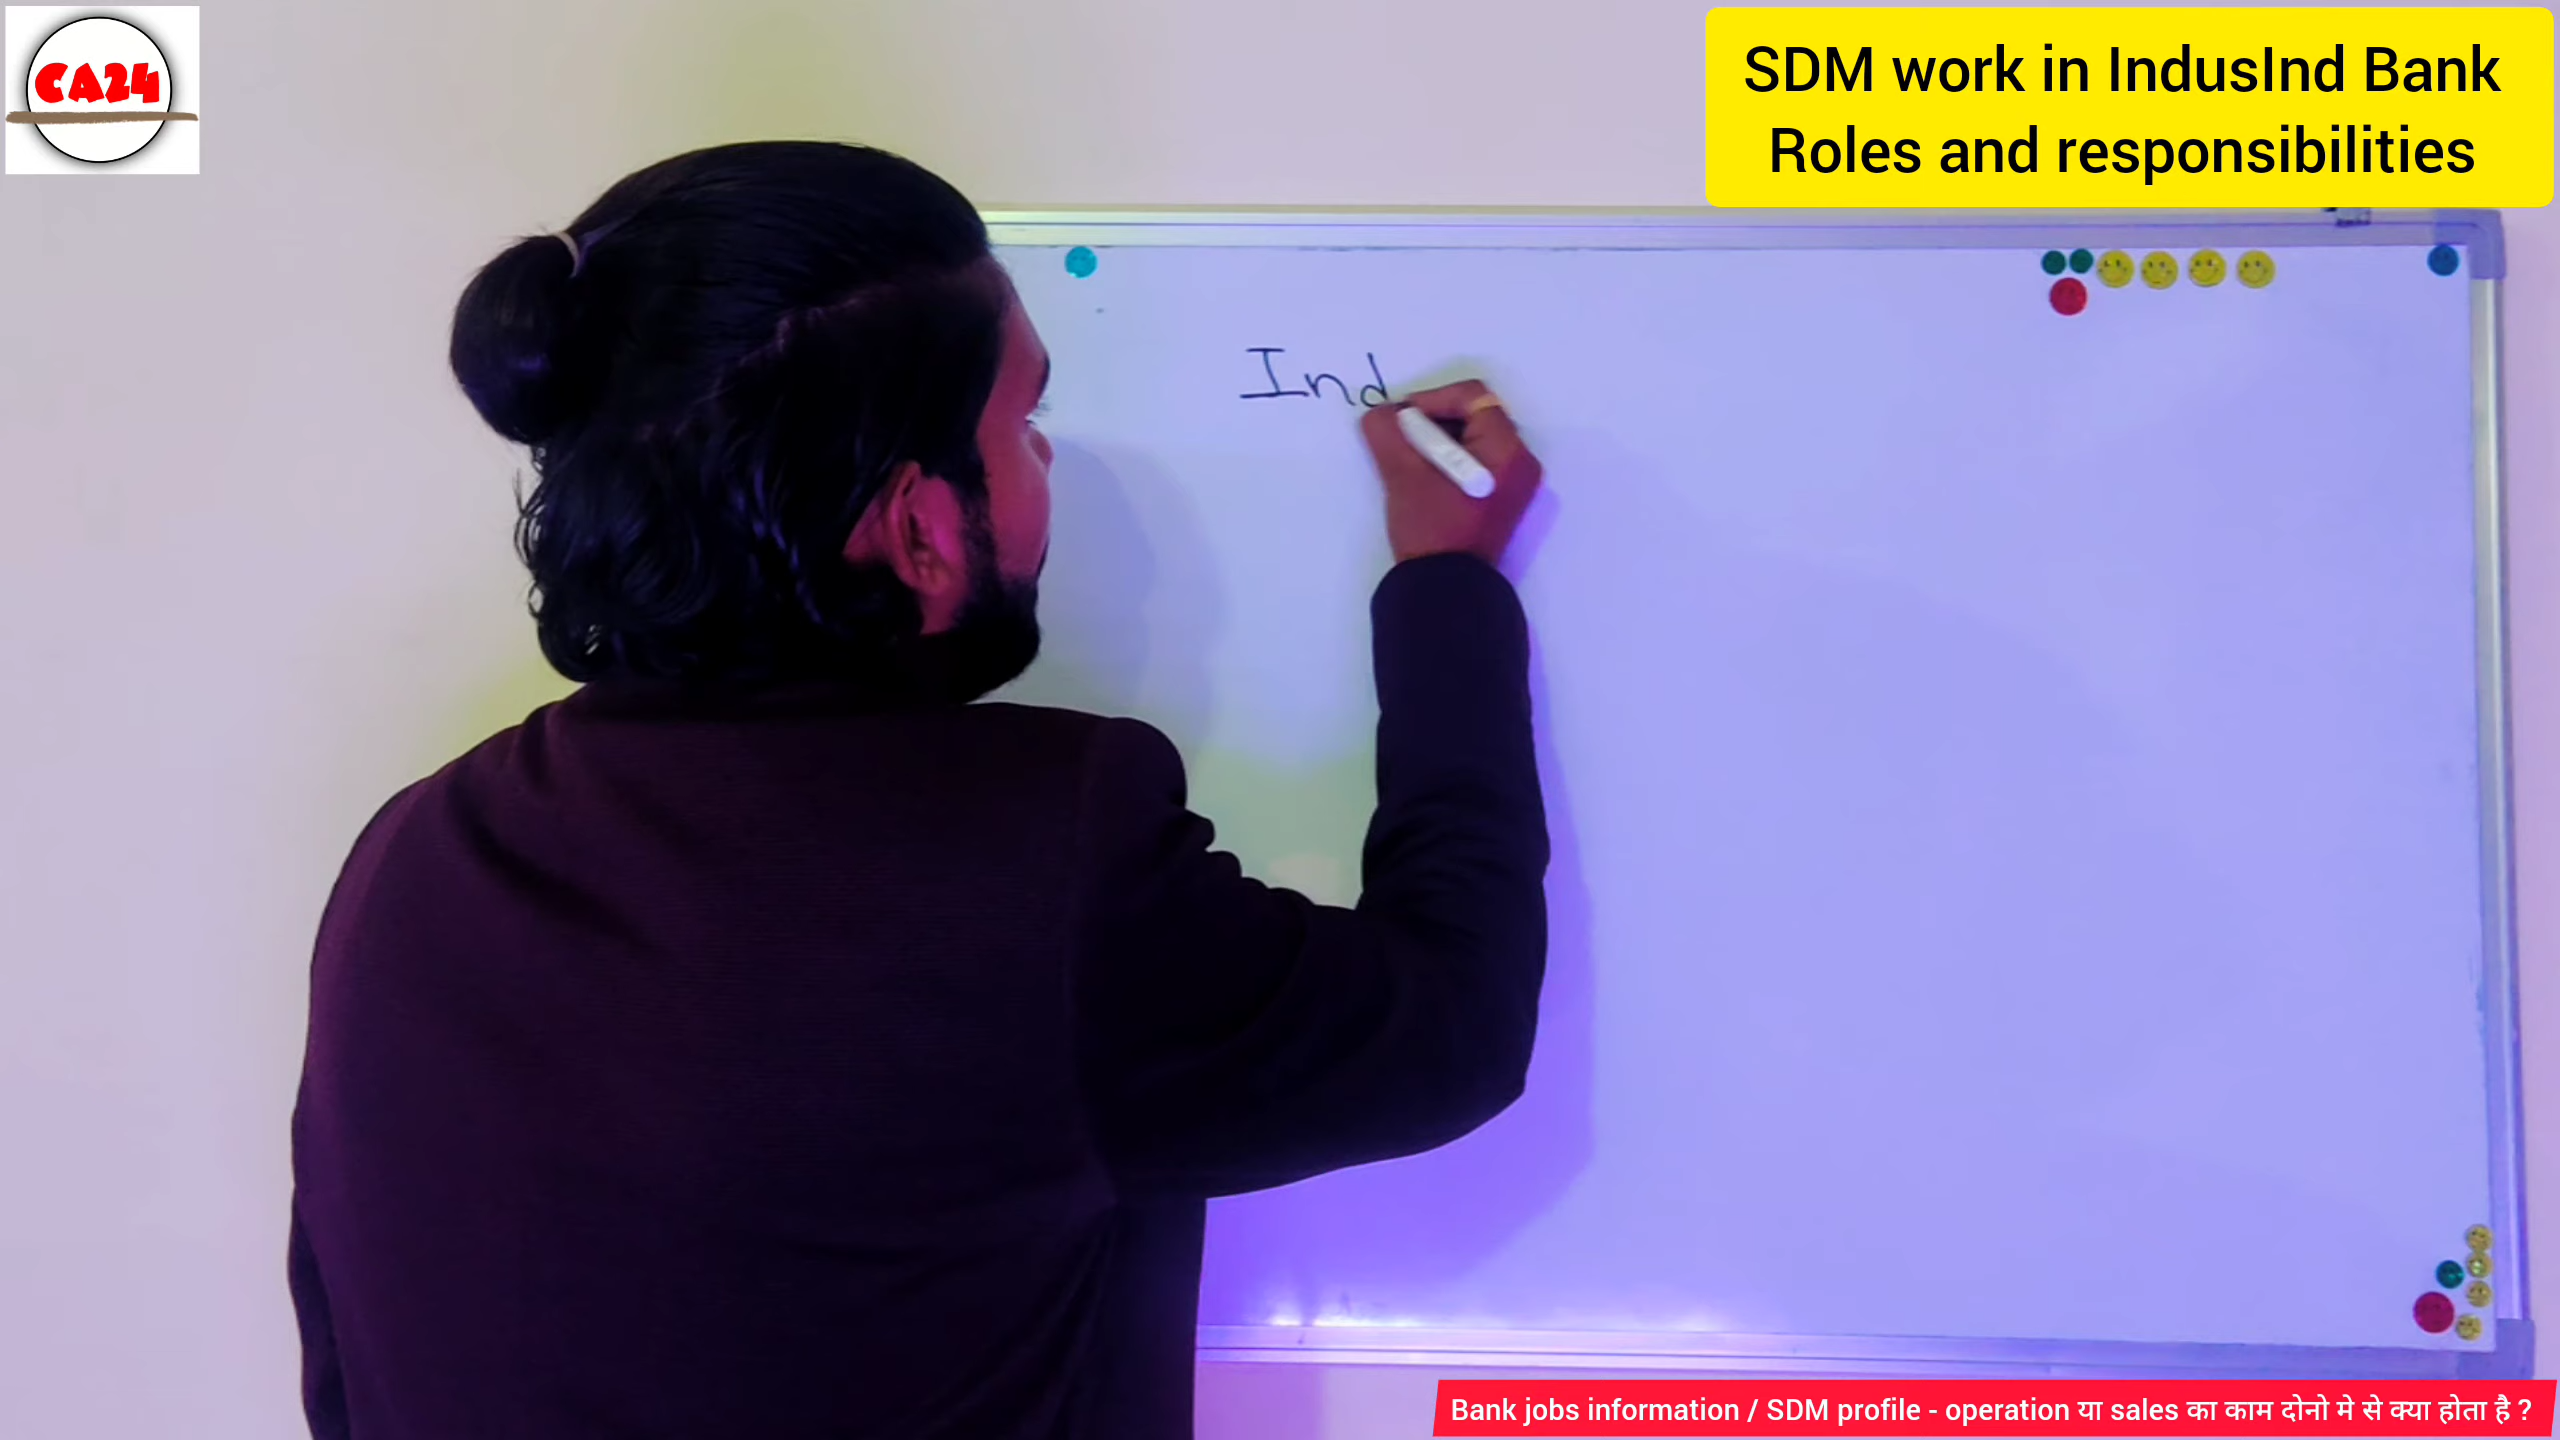 CA24
SDM work in IndusInd Bank
Roles and responsibilities
Ind
Bank jobs information / SDM profile - operation या sales का काम दोनो मे से क्या होता है ?